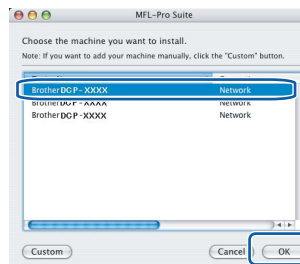 MFL-Pro Suite
Choose the machine you want to install.
Note: If you want to add your machine manually, click the "Custom" button.
Brother DCP-XXXX Network
Brother DCP-XXXX Network
Brother DCP-XXXX Network
Custom Cancel OK